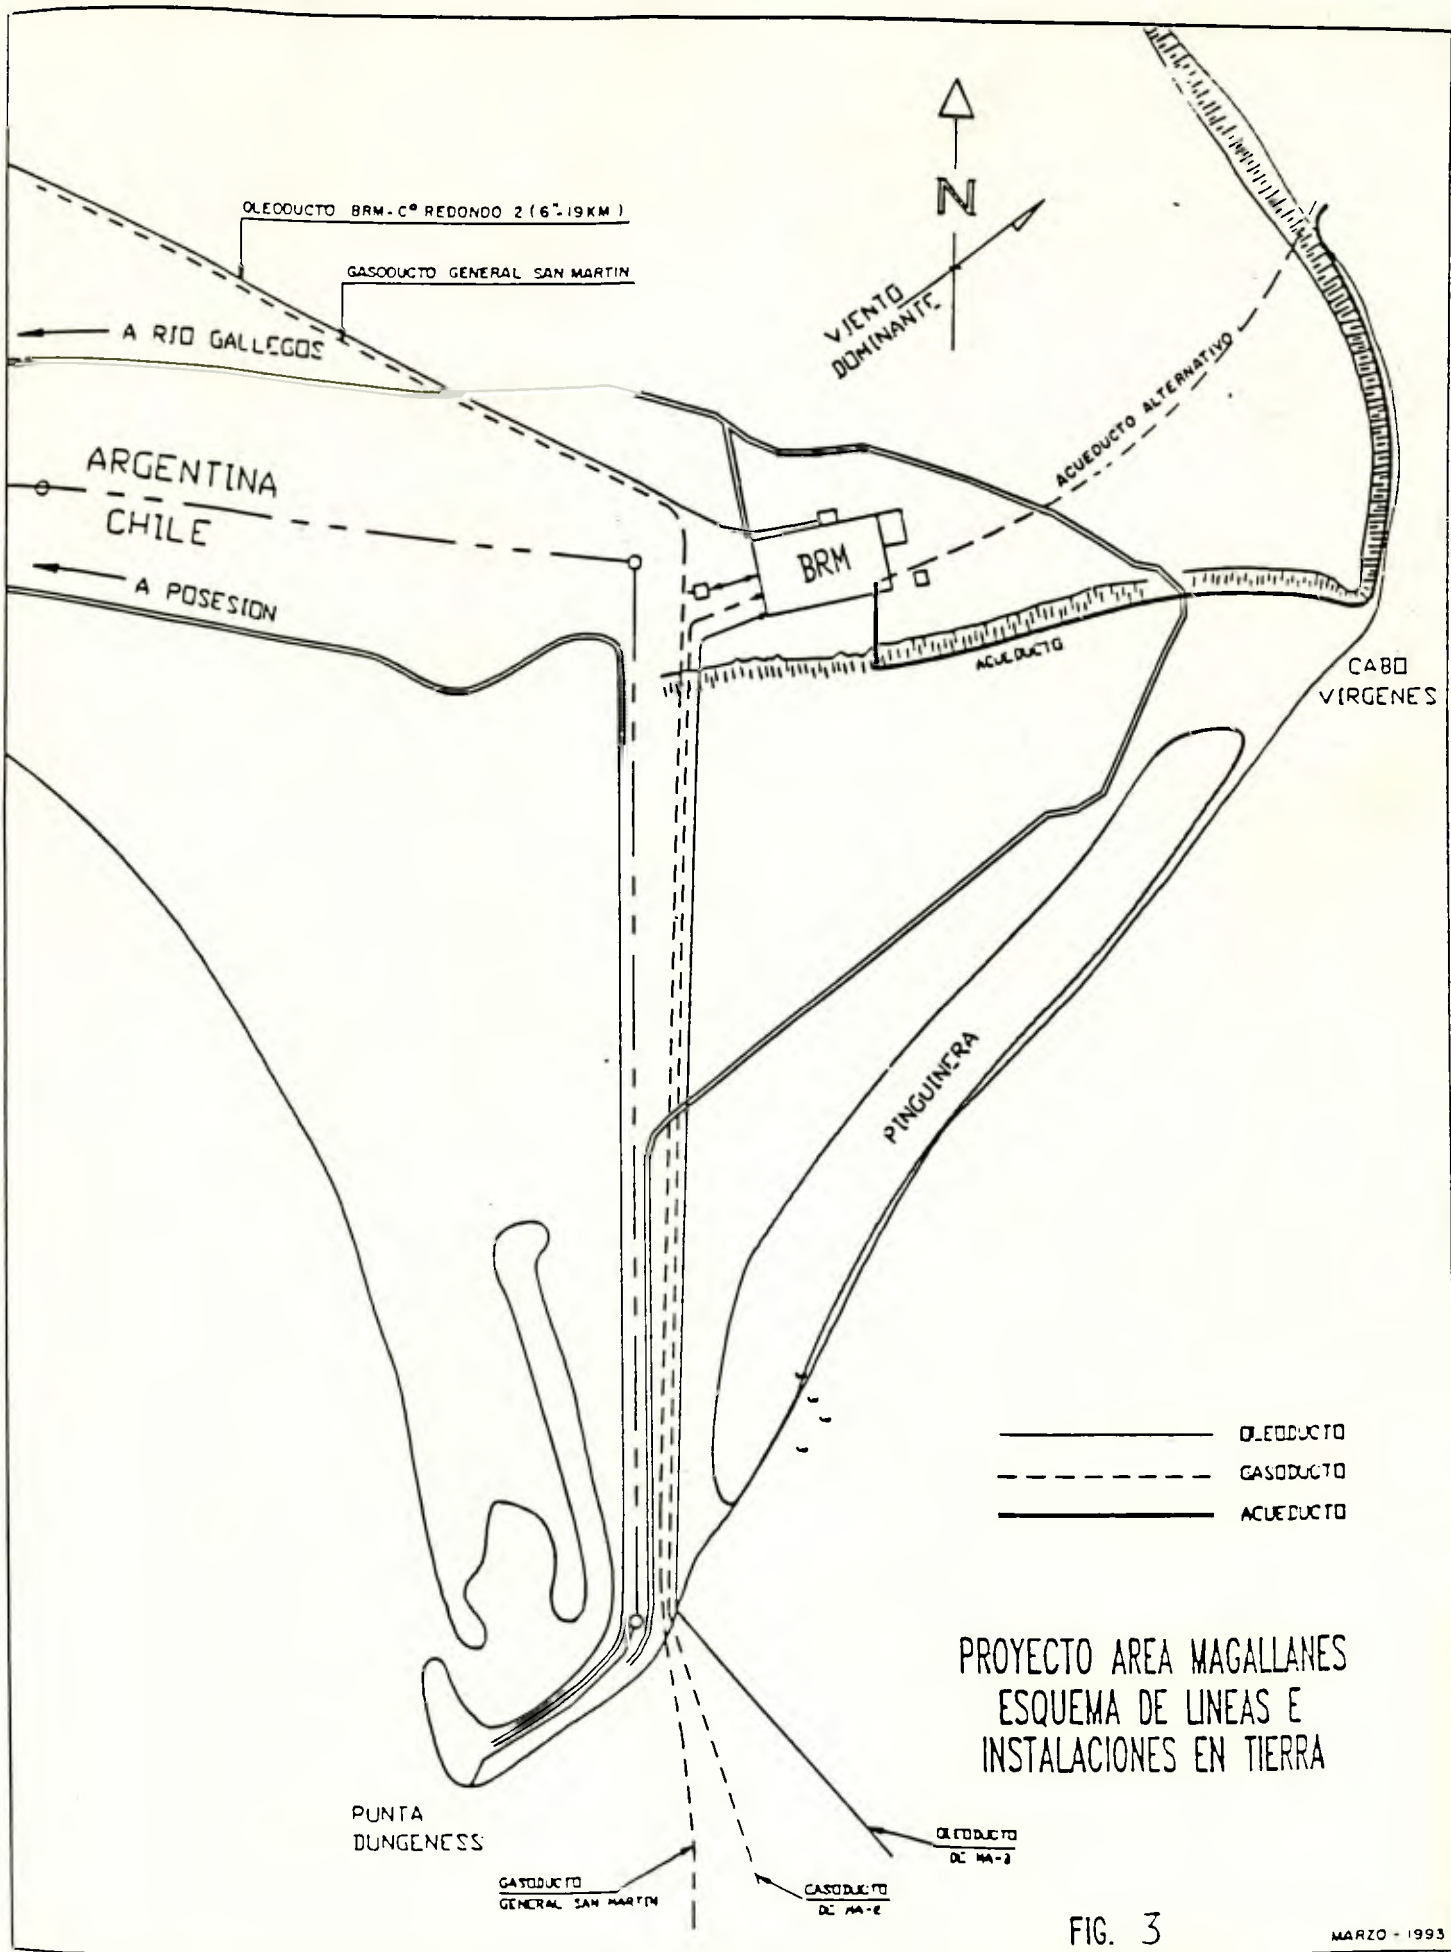 OLEODUCTO BRM-Cº REDONDO 2 (6"-19KM)
GASODUCTO GENERAL SAN MARTIN
A RIO GALLEGOS
N
VIENTO
DOMINANTE
ACUEDUCTO ALTERNATIVO
ARGENTINA
CHILE
A POSESION
BRM
ACUEDUCTO
CABO
VIRGENES
PINGUINERA
OLEODUCTO
GASODUCTO
ACUEDUCTO
PROYECTO AREA MAGALLANES
ESQUEMA DE LINEAS E
INSTALACIONES EN TIERRA
PUNTA
DUNGENESS
GASODUCTO
GENERAL SAN MARTIN
GASODUCTO
DE
OLEODUCTO
DE
FIG. 3
MARZO - 1993